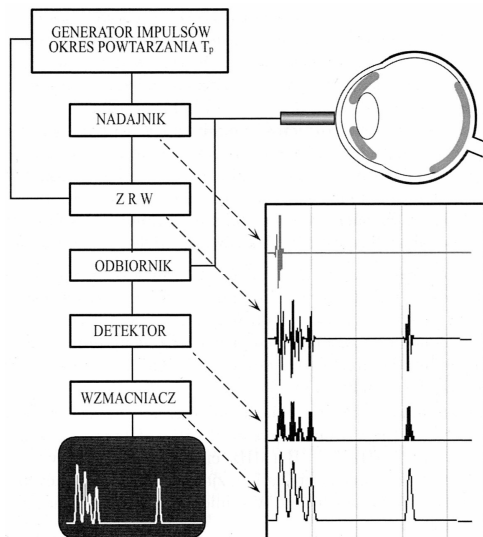 GENERATOR IMPULSÓW
OKRES POWTARZANIA Tp
NADAJNIK
Z R W
ODBIORNIK
DETEKTOR
WZMACNIACZ